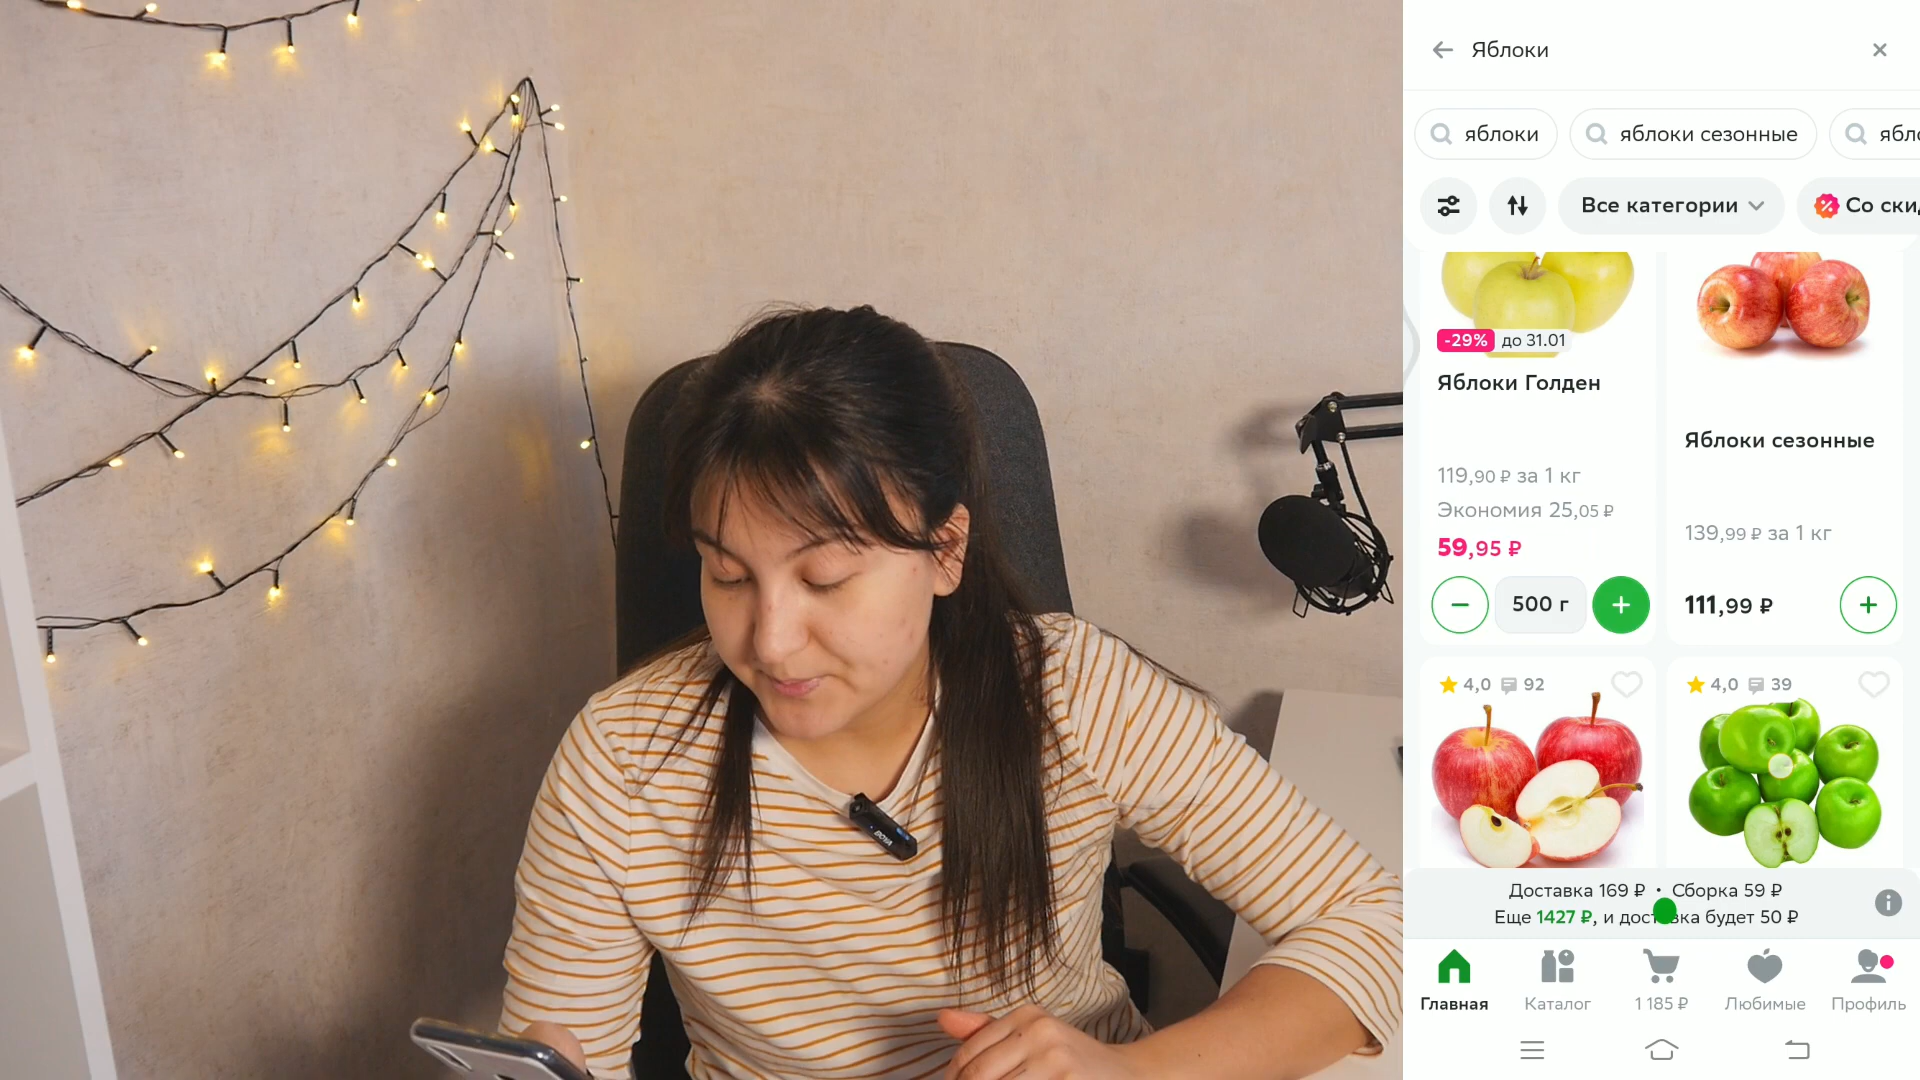 Яблоки
яблоки
яблоки сезонные
Все категории
-29% до 31.01
Яблоки Голден
119,90 ₽ за 1 кг
Экономия 25,05 ₽
59,95 ₽
500 г
Яблоки сезонные
139,99 ₽ за 1 кг
111,99 ₽
4,0 92
4,0 39
Доставка 169 ₽ • Сборка 59 ₽
Еще 1427 ₽, и доставка будет 50 ₽
Главная
Каталог
1 185 ₽
Любимые
Профиль
BOYA